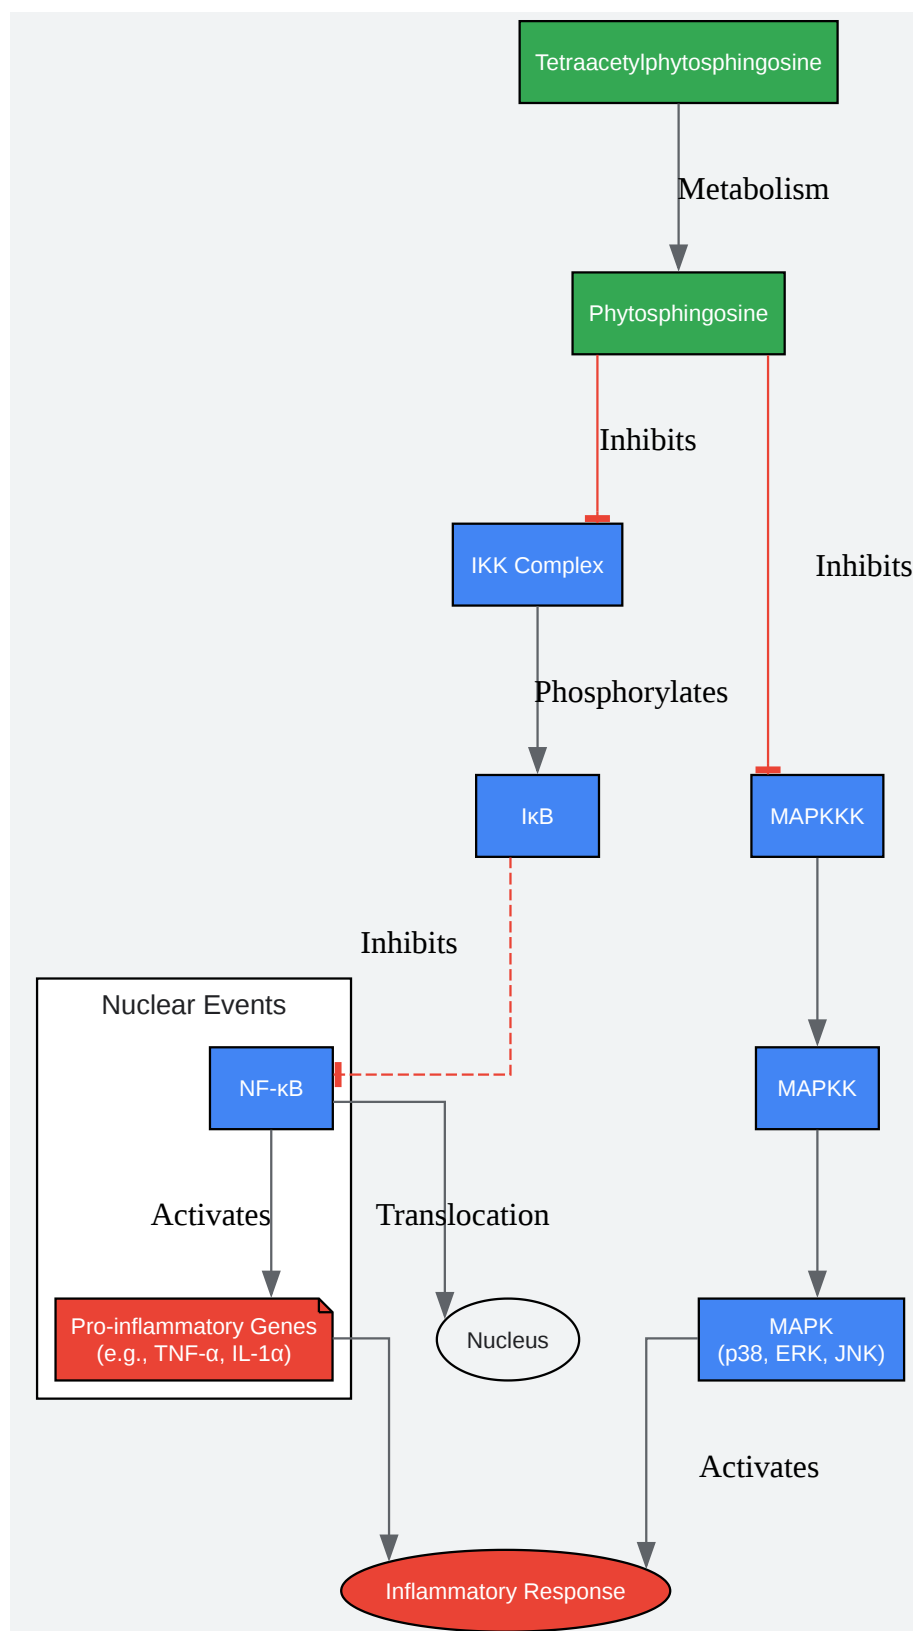 Tetraacetylphytosphingosine
Metabolism
Phytosphingosine
Inhibits
IKK Complex
Inhibits
Phosphorylates
IκB
MAPKKK
Inhibits
Nuclear Events
NF-κB
MAPKK
Activates
Translocation
Pro-inflammatory Genes
(e.g., TNF-α, IL-1α)
Nucleus
MAPK
(p38, ERK, JNK)
Activates
Inflammatory Response